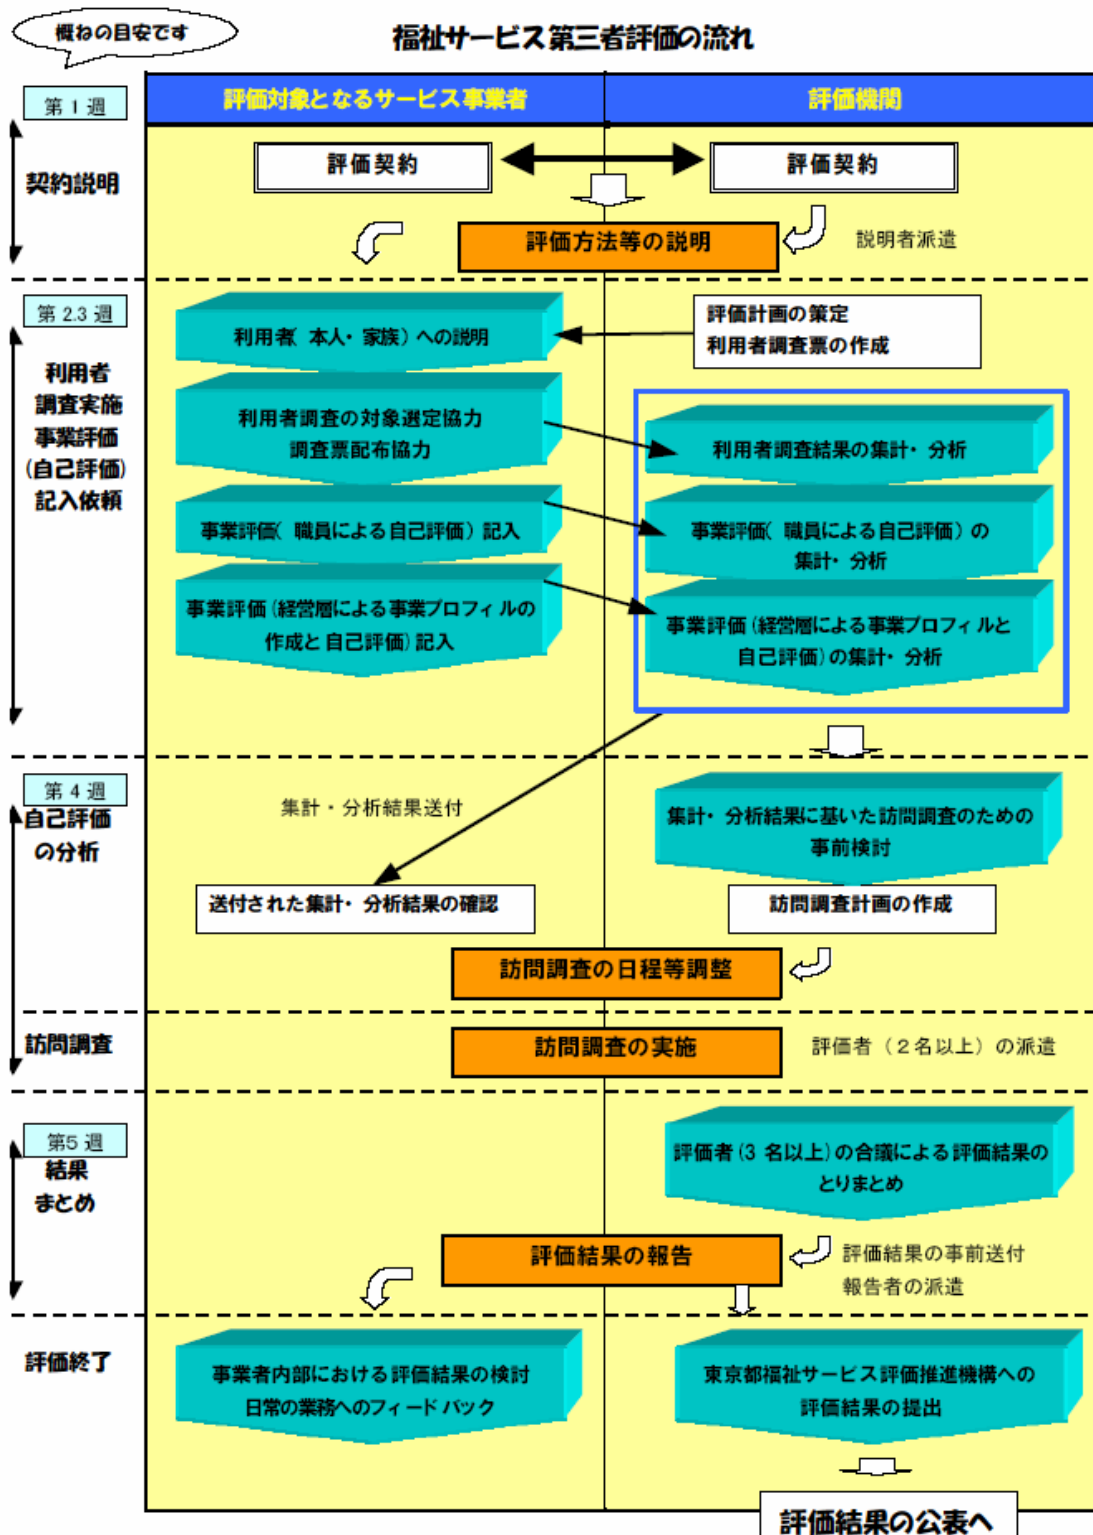 概ねの目安です
福祉サービス第三者評価の流れ
第1週
評価対象となるサービス事業者
評価機関
契約説明
評価契約
評価契約
評価方法等の説明
説明者派遣
第2.3週
利用者
調査実施
事業評価
(自己評価)
記入依頼
利用者(本人・家族)への説明
評価計画の策定
利用者調査票の作成
利用者調査の対象選定協力
調査票配布協力
利用者調査結果の集計・分析
事業評価(職員による自己評価)記入
事業評価(職員による自己評価)の
集計・分析
事業評価(経営層による事業プロフィルの
作成と自己評価)記入
事業評価(経営層による事業プロフィルと
自己評価)の集計・分析
第4週
自己評価
の分析
集計・分析結果送付
集計・分析結果に基いた訪問調査のための
事前検討
送付された集計・分析結果の確認
訪問調査計画の作成
訪問調査の日程等調整
訪問調査
訪問調査の実施
評価者(2名以上)の派遣
第5週
結果
まとめ
評価者(3名以上)の合議による評価結果の
とりまとめ
評価結果の報告
評価結果の事前送付
報告者の派遣
評価終了
事業者内部における評価結果の検討
日常の業務へのフィードバック
東京都福祉サービス評価推進機構への
評価結果の提出
評価結果の公表へ